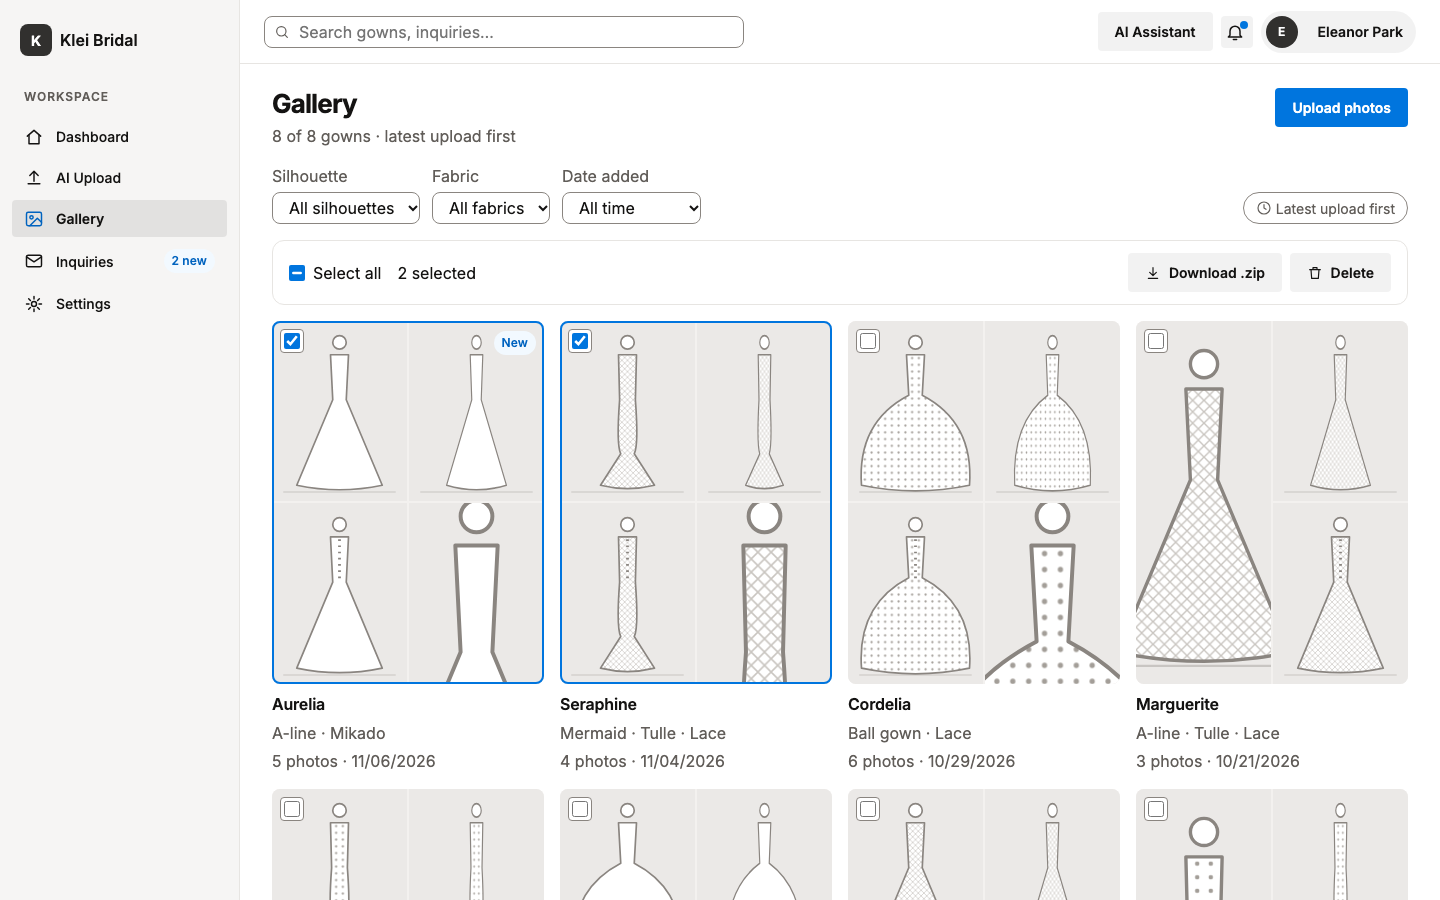 K Klei Bridal
WORKSPACE
Dashboard
AI Upload
Gallery
Inquiries 2 new
Settings
Search gowns, inquiries...
AI Assistant
E Eleanor Park
Gallery
8 of 8 gowns · latest upload first
Upload photos
Silhouette Fabric Date added
All silhouettes All fabrics All time
Latest upload first
Select all 2 selected
Download .zip Delete
New
Aurelia
A-line · Mikado
5 photos · 11/06/2026
Seraphine
Mermaid · Tulle · Lace
4 photos · 11/04/2026
Cordelia
Ball gown · Lace
6 photos · 10/29/2026
Marguerite
A-line · Tulle · Lace
3 photos · 10/21/2026